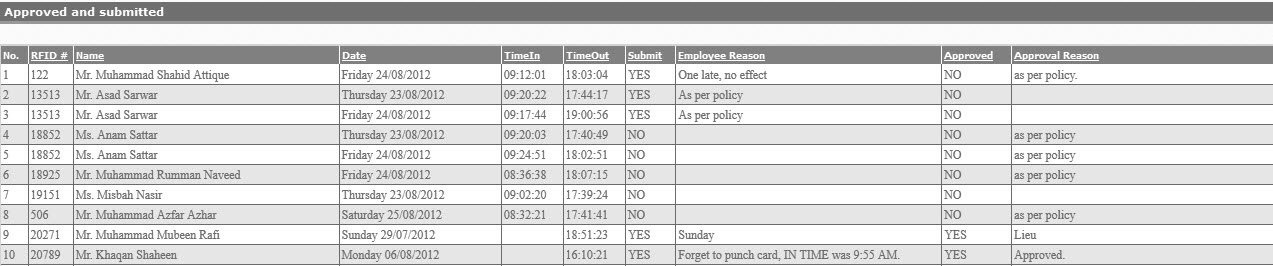 Approved and submitted
No. RFID # Name Date TimeIn TimeOut Submit Employee Reason Approved Approval Reason
1 122 Mr. Muhammad Shahid Attique Friday 24/08/2012 09:12:01 18:03:04 YES One late, no effect NO as per policy.
2 13513 Mr. Asad Sarwar Thursday 23/08/2012 09:20:22 17:44:17 YES As per policy NO
3 13513 Mr. Asad Sarwar Friday 24/08/2012 09:17:44 19:00:56 YES As per policy NO
4 18852 Ms. Anam Sattar Thursday 23/08/2012 09:20:03 17:40:49 NO NO as per policy
5 18852 Ms. Anam Sattar Friday 24/08/2012 09:24:51 18:02:51 NO NO as per policy
6 18925 Mr. Muhammad Rumman Naveed Friday 24/08/2012 08:36:38 18:07:15 NO NO as per policy
7 19151 Ms. Misbah Nasir Thursday 23/08/2012 09:02:20 17:39:24 NO NO
8 506 Mr. Muhammad Azfar Azhar Saturday 25/08/2012 08:32:21 17:41:41 NO NO as per policy
9 20271 Mr. Muhammad Mubeen Rafi Sunday 29/07/2012 18:51:23 YES Sunday YES Lieu
10 20789 Mr. Khaqan Shaheen Monday 06/08/2012 16:10:21 YES Forget to punch card, IN TIME was 9:55 AM. YES Approved.